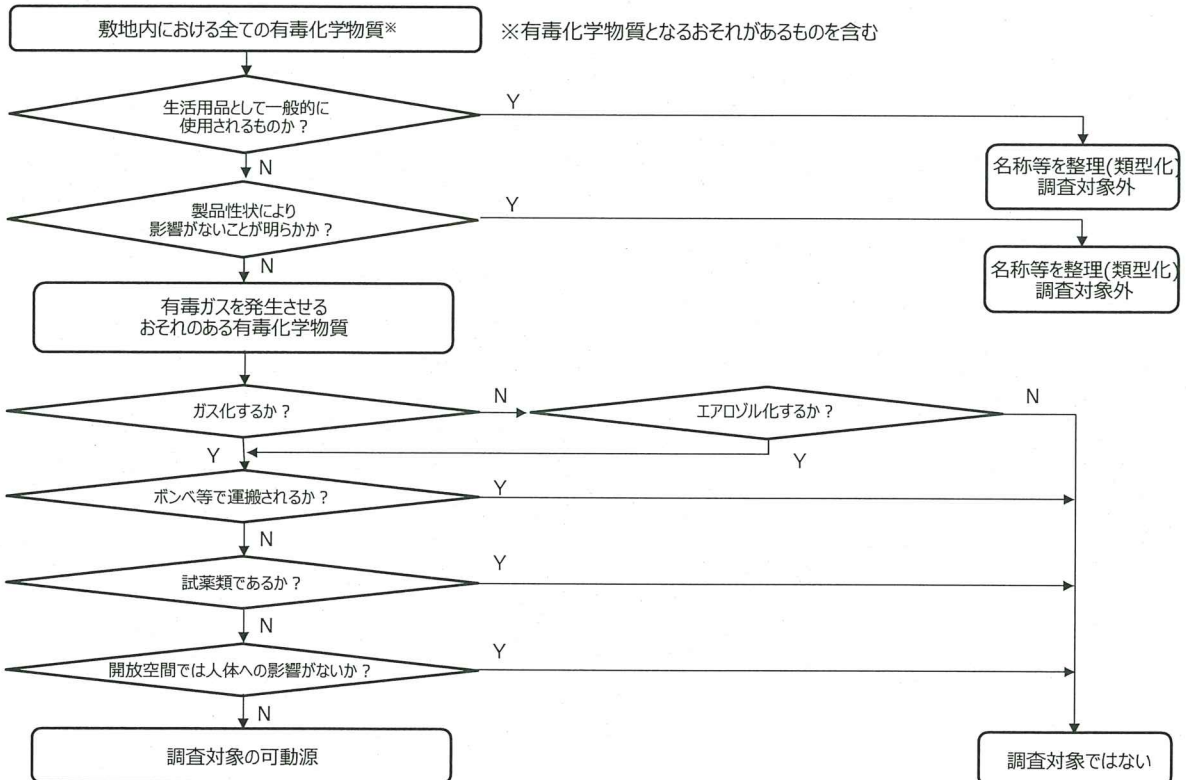 敷地内における全ての有毒化学物質※
※有毒化学物質となるおそれがあるものを含む
生活用品として一般的に
使用されるものか？
Y
N
名称等を整理(類型化)
調査対象外
製品性状により
影響がないことが明らかか？
Y
N
名称等を整理(類型化)
調査対象外
有毒ガスを発生させる
おそれのある有毒化学物質
ガス化するか？
N
エアロゾル化するか？
N
Y
Y
ボンベ等で運搬されるか？
Y
N
試薬類であるか？
Y
N
開放空間では人体への影響がないか？
Y
N
調査対象の可動源
調査対象ではない